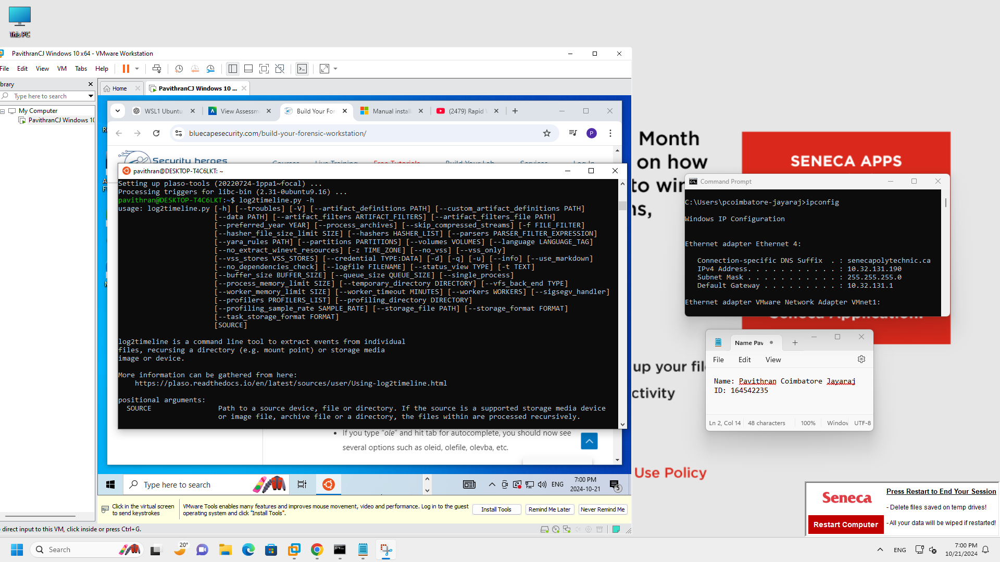 This PC
PavithranCJ Windows 10 x64 - VMware Workstation
File Edit View VM Tabs Help
brary
Type here to search
Home
PavithranCJ Windows 10 ...
My Computer
PavithranCJ Windows 10
WSL1 Ubuntu
View Assessm
Build Your For
Manual install
(2479) Rapid
bluecapesecurity.com/build-your-forensic-workstation/
P
Security heroes
Courses Live Training Free Tutorials Build Your Lab Services Log In
pavithran@DESKTOP-T4C6LKT: ~
Setting up plaso-tools (20220724-1ppa1~focal) ...
Processing triggers for libc-bin (2.31-0ubuntu9.16) ...
pavithran@DESKTOP-T4C6LKT:~$ log2timeline.py -h
usage: log2timeline.py [-h] [--troubles] [-V] [--artifact_definitions PATH] [--custom_artifact_definitions PATH]
[--data PATH] [--artifact_filters ARTIFACT_FILTERS] [--artifact_filters_file PATH]
[--preferred_year YEAR] [--process_archives] [--skip_compressed_streams] [-f FILE_FILTER]
[--hasher_file_size_limit SIZE] [--hashers HASHER_LIST] [--parsers PARSER_FILTER_EXPRESSION]
[--yara_rules PATH] [--partitions PARTITIONS] [--volumes VOLUMES] [--language LANGUAGE_TAG]
[--no_extract_winevt_resources] [-z TIME_ZONE] [--no_vss] [--vss_only]
[--vss_stores VSS_STORES] [--credential TYPE:DATA] [-d] [-q] [-u] [--info] [--use_markdown]
[--no_dependencies_check] [--logfile FILENAME] [--status_view TYPE] [-t TEXT]
[--buffer_size BUFFER_SIZE] [--queue_size QUEUE_SIZE] [--single_process]
[--process_memory_limit SIZE] [--temporary_directory DIRECTORY] [--vfs_back_end TYPE]
[--worker_memory_limit SIZE] [--worker_timeout MINUTES] [--workers WORKERS] [--sigsegv_handler]
[--profilers PROFILERS_LIST] [--profiling_directory DIRECTORY]
[--profiling_sample_rate SAMPLE_RATE] [--storage_file PATH] [--storage_format FORMAT]
[--task_storage_format FORMAT]
[SOURCE]
log2timeline is a command line tool to extract events from individual
files, recursing a directory (e.g. mount point) or storage media
image or device.
More information can be gathered from here:
https://plaso.readthedocs.io/en/latest/sources/user/Using-log2timeline.html
positional arguments:
SOURCE Path to a source device, file or directory. If the source is a supported storage media device
or image file, archive file or a directory, the files within are processed recursively.
• If you type “ole” and hit tab for autocomplete, you should now see
several options such as oleid, olefile, olevba, etc.
Type here to search
ENG
7:00 PM
2024-10-21
5
Click in the virtual screen
to send keystrokes
VMware Tools enables many features and improves mouse movement, video and performance. Log in to the guest
operating system and click "Install Tools".
Install Tools
Remind Me Later
Never Remind Me
direct input to this VM, click inside or press Ctrl+G.
Month
on how
to win
ns,
SENECA APPS
Command Prompt
C:\Users\pcoimbatore-jayaraj>ipconfig
Windows IP Configuration
Ethernet adapter Ethernet 4:
Connection-specific DNS Suffix . : senecapolytechnic.ca
IPv4 Address. . . . . . . . . . . : 10.32.131.190
Subnet Mask . . . . . . . . . . . : 255.255.255.0
Default Gateway . . . . . . . . . : 10.32.131.1
Ethernet adapter VMware Network Adapter VMnet1:
Seneca Application.
up your file
ctivity
Name Pav
File Edit View
Name: Pavithran Coimbatore Jayaraj
ID: 164542235
Ln 2, Col 14 48 characters 100% Window UTF-8
Use Policy
Seneca
Restart Computer
Press Restart to End Your Session
- Delete files saved on temp drives!
- All your data will be wiped if restarted!
Search
20°
ENG
7:00 PM
10/21/2024